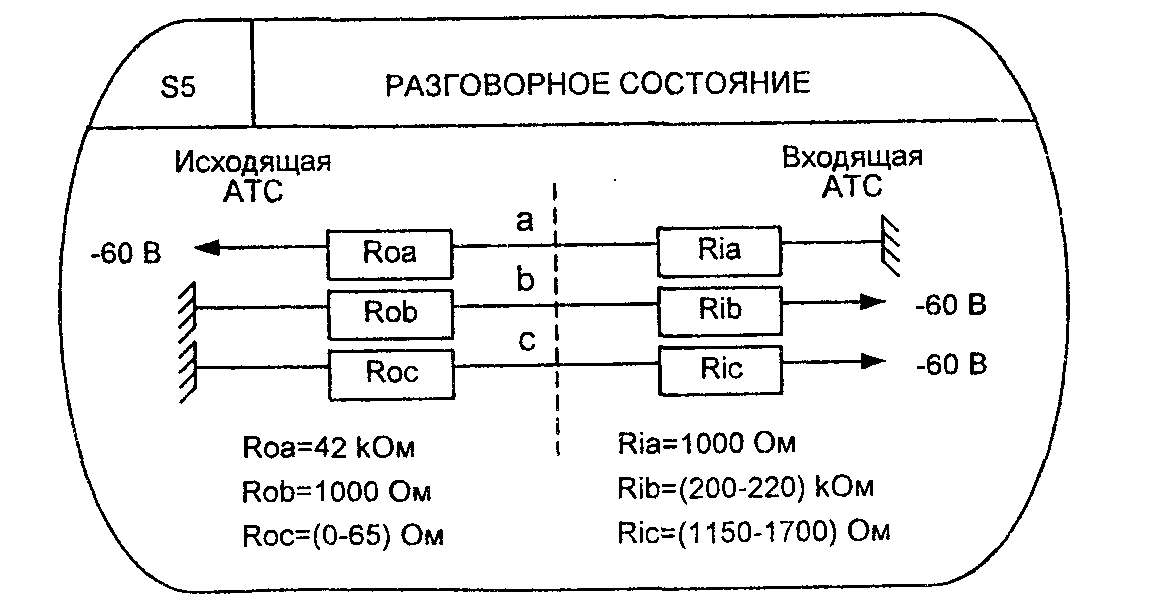 S5
РАЗГОВОРНОЕ СОСТОЯНИЕ
Исходящая
АТС
Входящая
АТС
-60 В
Roa
a
Ria
Rob
b
Rib
-60 В
Roc
c
Ric
-60 В
Roa=42 kОм
Rob=1000 Ом
Roc=(0-65) Ом
Ria=1000 Ом
Rib=(200-220) kОм
Ric=(1150-1700) Ом